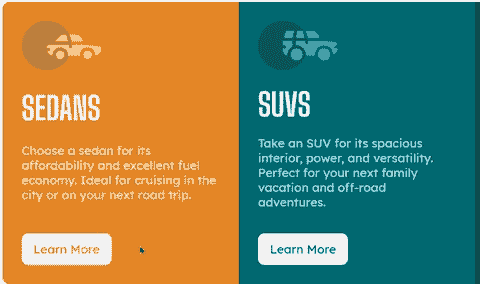 SEDANS
Choose a sedan for its
affordability and excellent fuel
economy. Ideal for cruising in the
city or on your next road trip.
Learn More
SUVS
Take an SUV for its spacious
interior, power, and versatility.
Perfect for your next family
vacation and off-road
adventures.
Learn More